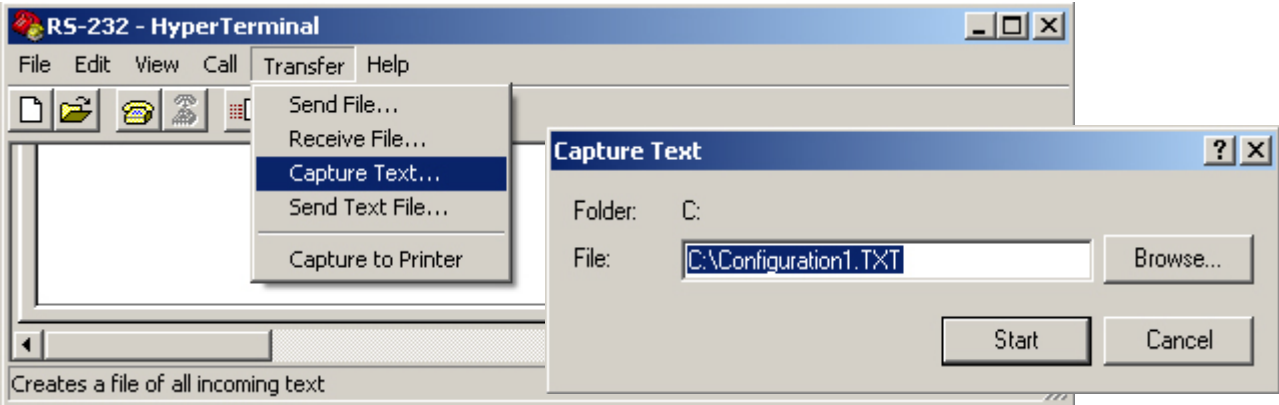 RS-232 - HyperTerminal
File Edit View Call Transfer Help
Send File...
Receive File...
Capture Text...
Send Text File...
Capture to Printer
Creates a file of all incoming text
Capture Text
Folder: C:
File: C:\Configuration1.TXT Browse...
Start Cancel